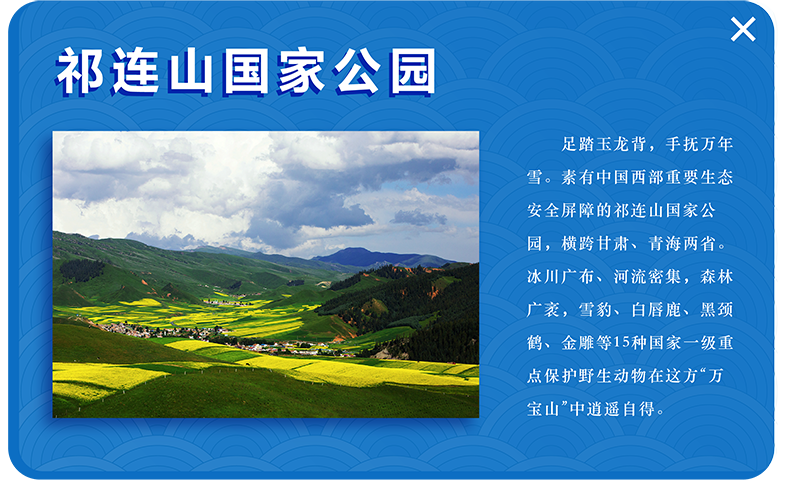 祁连山国家公园
足踏玉龙背，手抚万年
雪。素有中国西部重要生态
安全屏障的祁连山国家公
园，横跨甘肃、青海两省。
冰川广布、河流密集，森林
广袤，雪豹、白唇鹿、黑颈
鹤、金雕等15种国家一级重
点保护野生动物在这方“万
宝山”中逍遥自得。